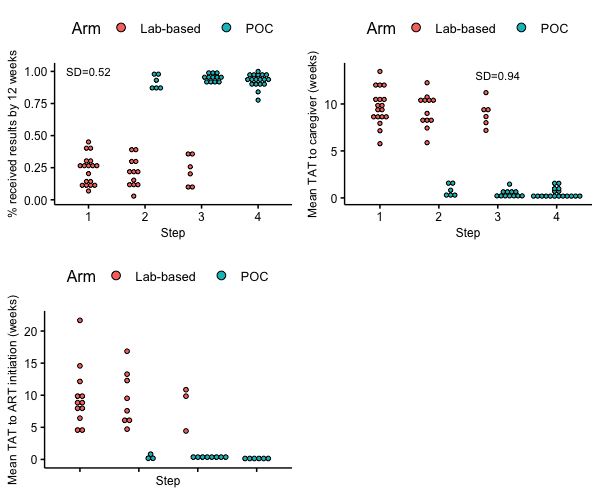 Arm Lab-based POC
% received results by 12 weeks
1.00
0.75
0.50
0.25
0.00
SD=0.52
1 2 3 4
Step
Arm Lab-based POC
Mean TAT to caregiver (weeks)
10
5
0
SD=0.94
1 2 3 4
Step
Arm Lab-based POC
Mean TAT to ART initiation (weeks)
20
15
10
5
0
Step